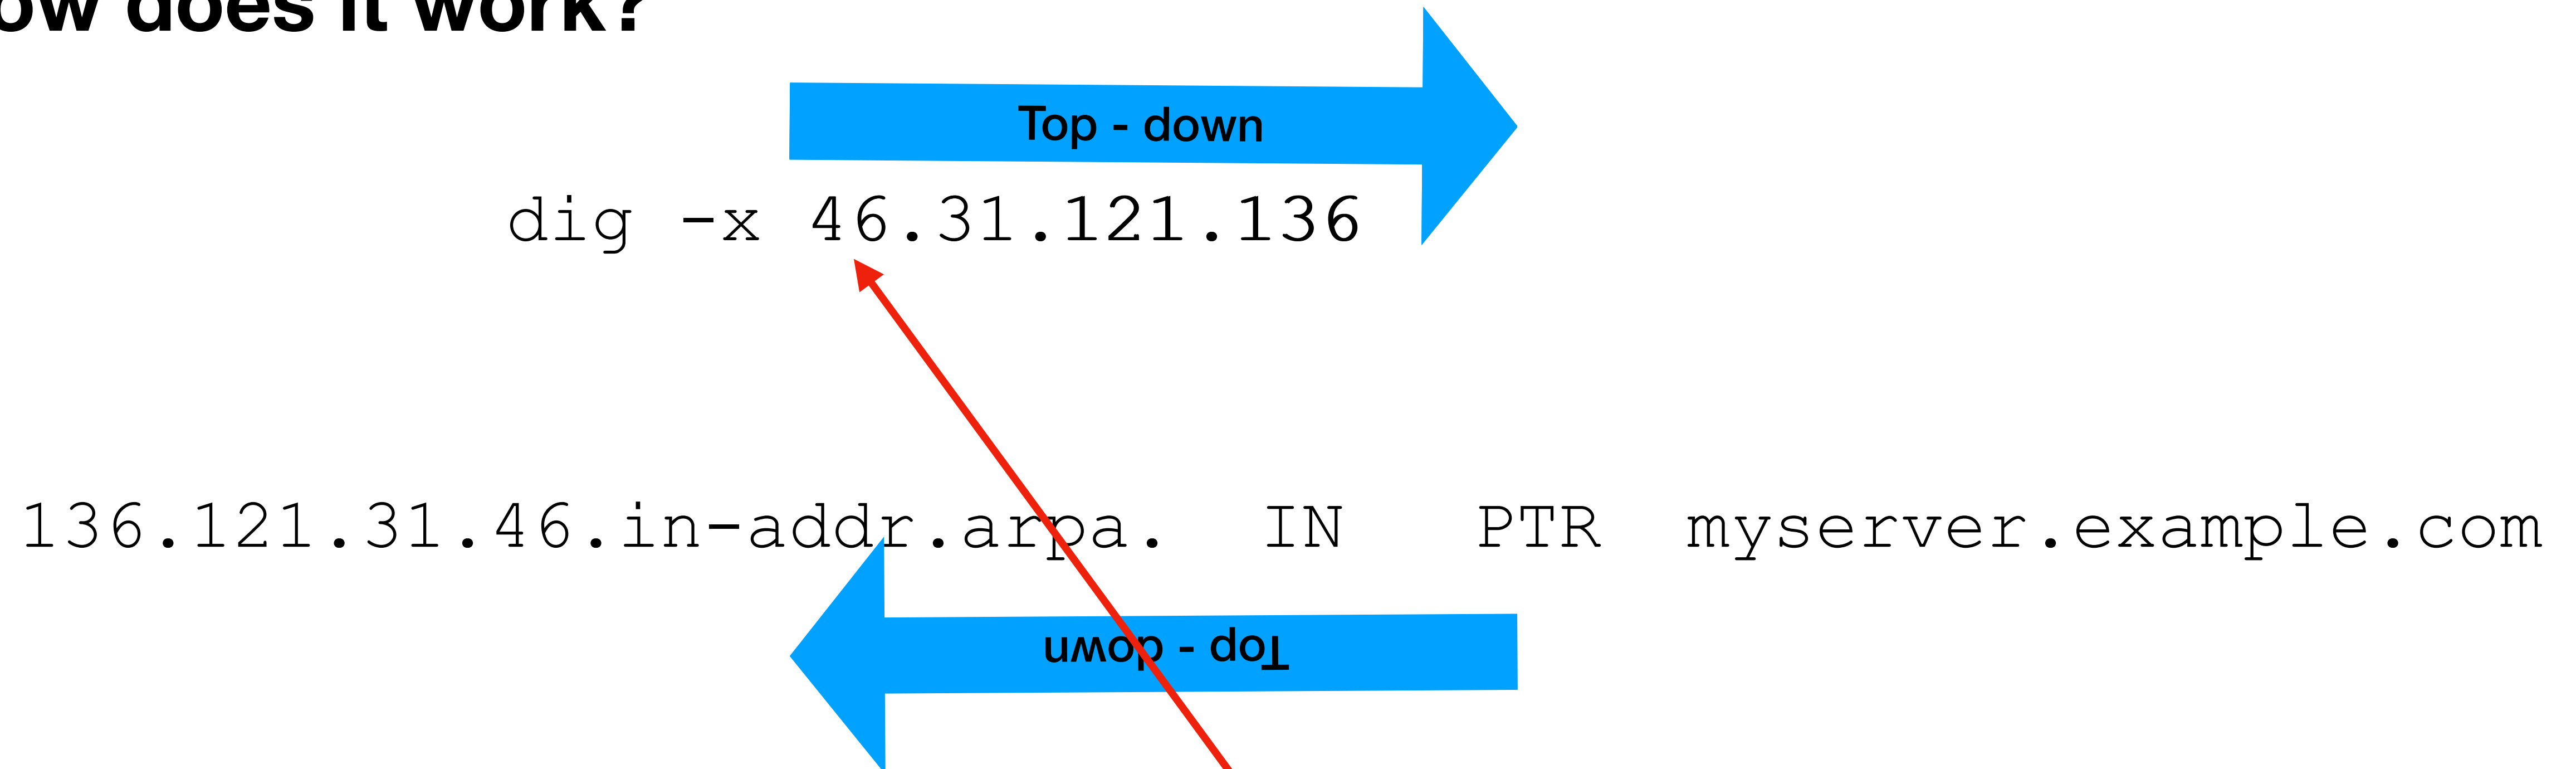 ow does it work?
Top - down
dig -x 46.31.121.136
136.121.31.46.in-addr.arpa. IN PTR myserver.example.com
Top - down